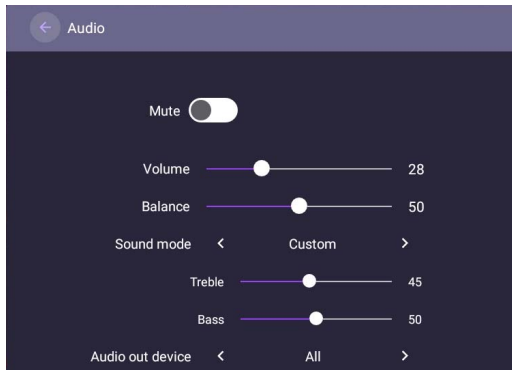 Audio
Mute
Volume 28
Balance 50
Sound mode Custom
Treble 45
Bass 50
Audio out device All